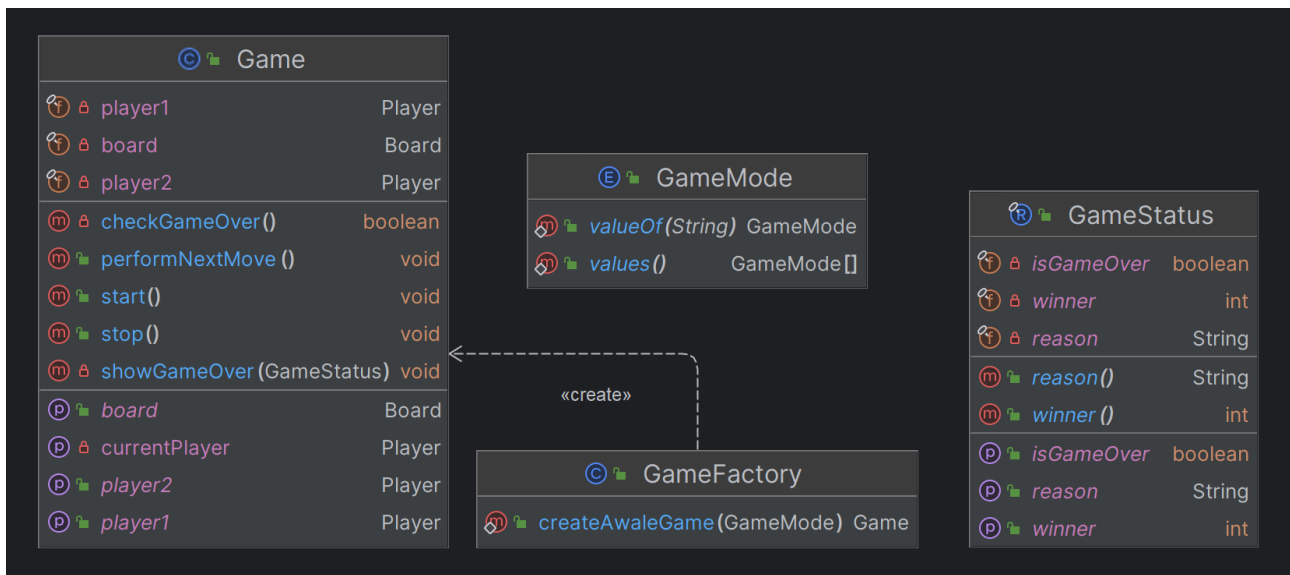 Game
player1 Player
board Board
player2 Player
checkGameOver() boolean
performNextMove () void
start() void
stop() void
showGameOver(GameStatus) void
board Board
currentPlayer Player
player2 Player
player1 Player
GameMode
valueOf(String) GameMode
values() GameMode[]
«create»
GameFactory
createAwaleGame(GameMode) Game
GameStatus
isGameOver boolean
winner int
reason String
reason() String
winner () int
isGameOver boolean
reason String
winner int